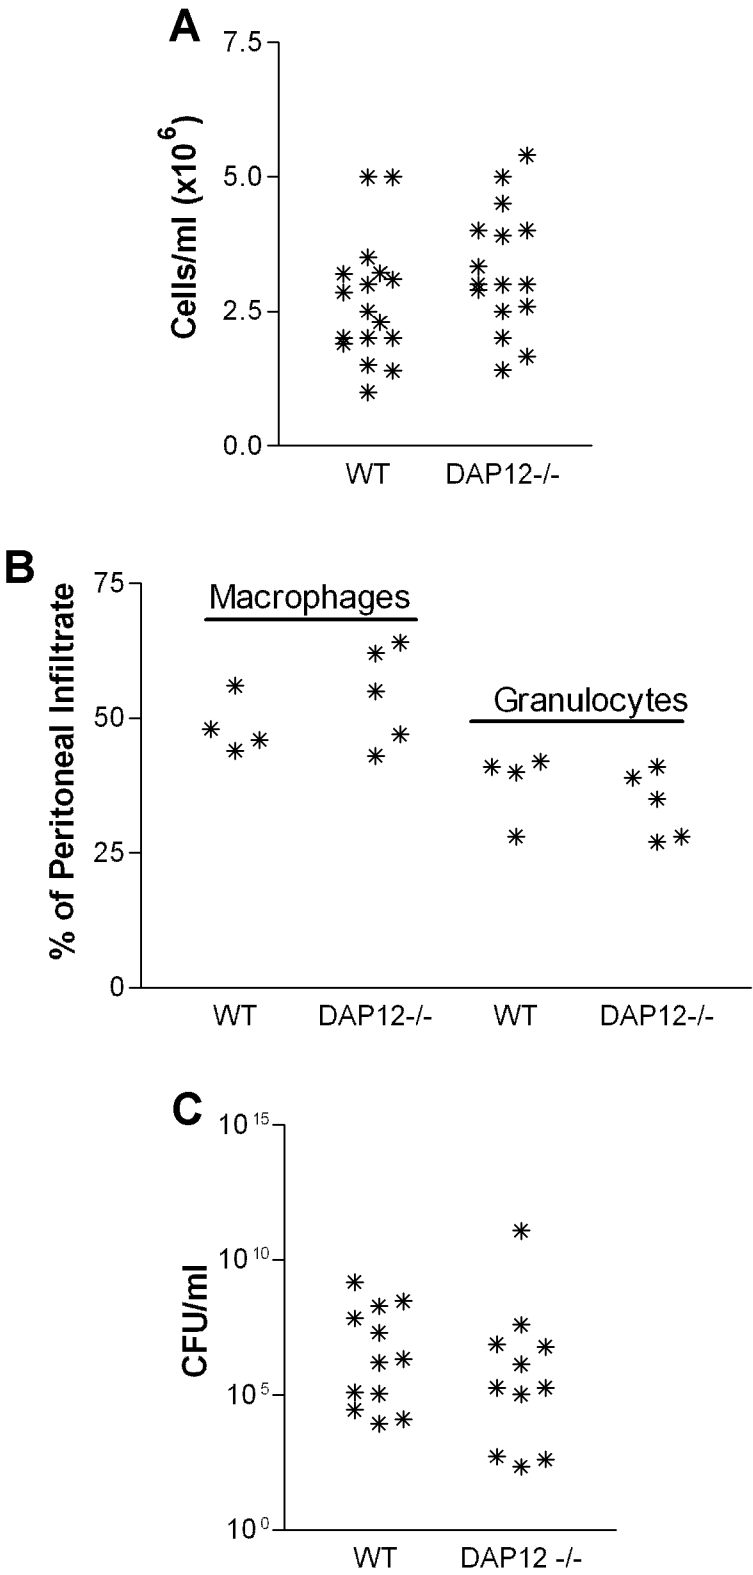 A
7.5
5.0
2.5
0.0
Cells/ml (x10⁶)
WT DAP12-/-
B
75
50
25
0
% of Peritoneal Infiltrate
Macrophages
Granulocytes
WT DAP12-/- WT DAP12-/-
C
10¹⁵
10¹⁰
10⁵
10⁰
CFU/ml
WT DAP12 -/-